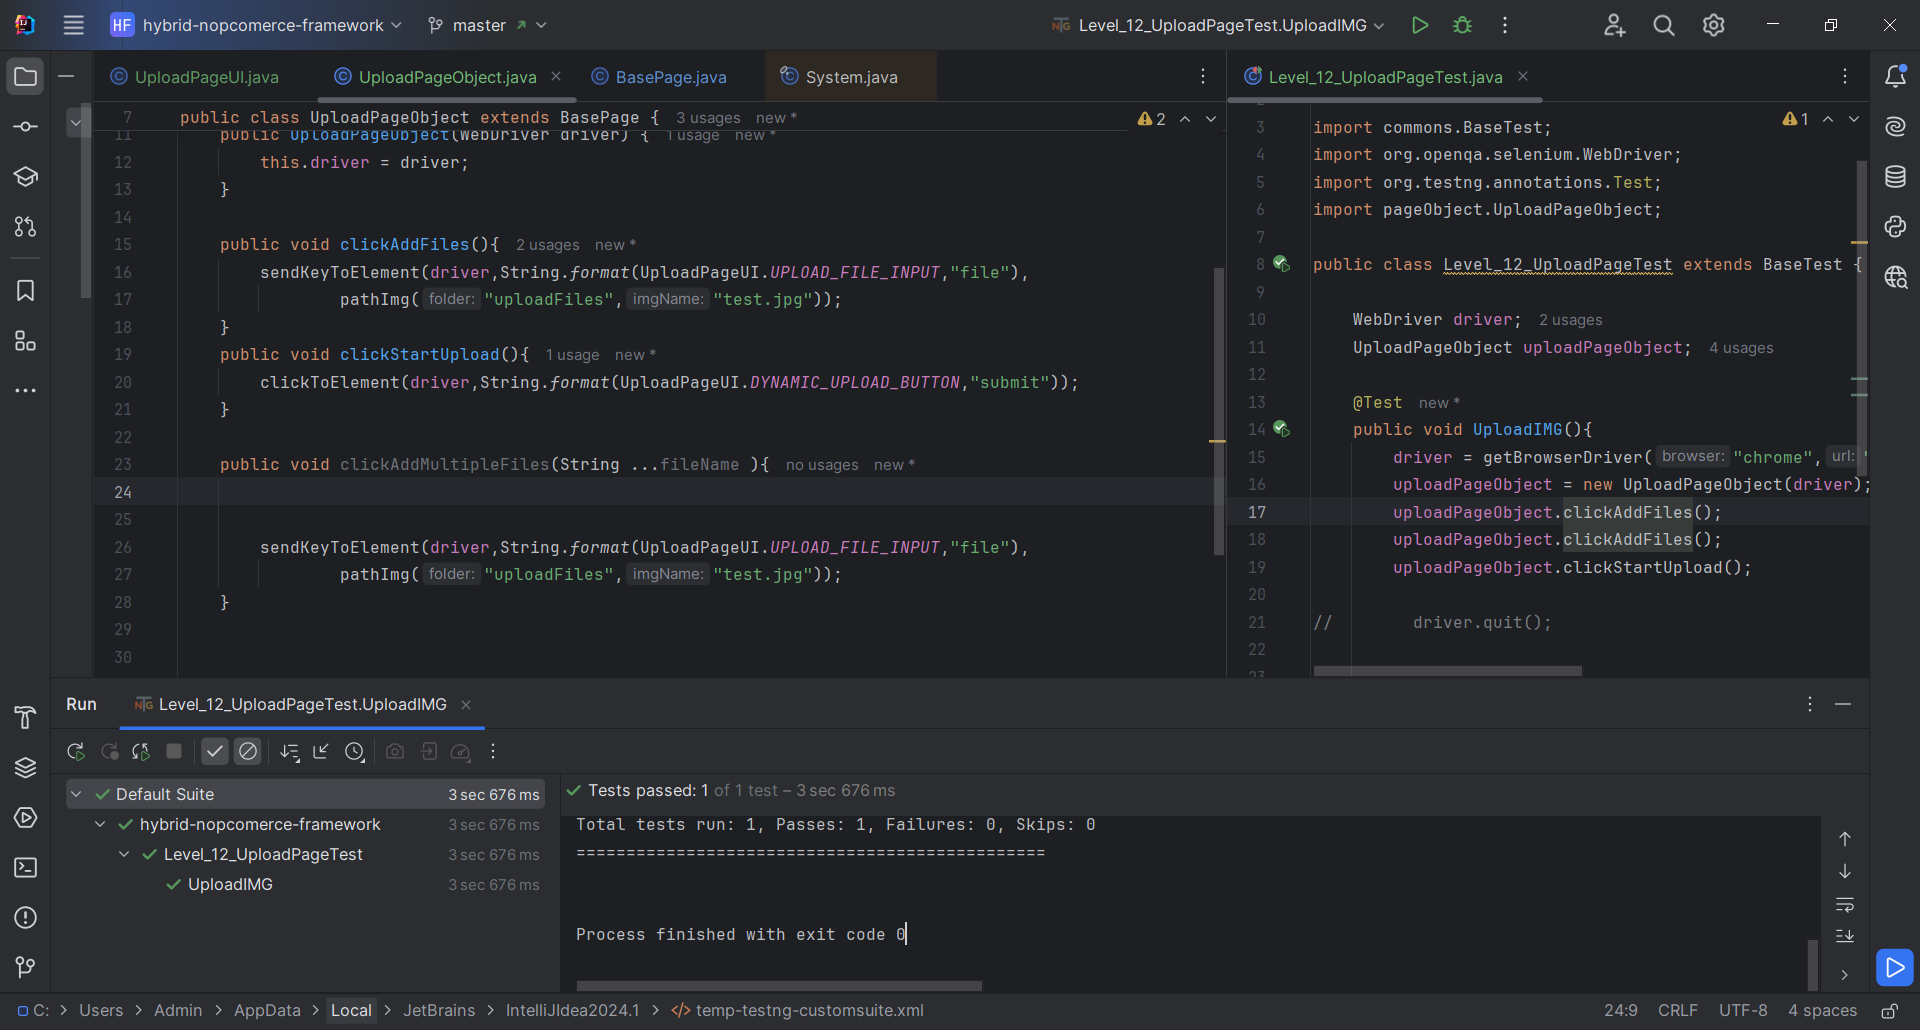 HF hybrid-nopcomerce-framework master Level_12_UploadPageTest.UploadIMG
UploadPageUI.java UploadPageObject.java BasePage.java System.java
7 public class UploadPageObject extends BasePage { 3 usages new *
2
11 public UploadPageObject(WebDriver driver) { 1 usage new *
12 this.driver = driver;
13 }
14
15 public void clickAddFiles(){ 2 usages new *
16 sendKeyToElement(driver,String.format(UploadPageUI.UPLOAD_FILE_INPUT,"file"),
17 pathImg( folder: "uploadFiles", imgName: "test.jpg"));
18 }
19 public void clickStartUpload(){ 1 usage new *
20 clickToElement(driver,String.format(UploadPageUI.DYNAMIC_UPLOAD_BUTTON,"submit"));
21 }
22
23 public void clickAddMultipleFiles(String ...fileName ){ no usages new *
24
25
26 sendKeyToElement(driver,String.format(UploadPageUI.UPLOAD_FILE_INPUT,"file"),
27 pathImg( folder: "uploadFiles", imgName: "test.jpg"));
28 }
29
30
Level_12_UploadPageTest.java
1
3 import commons.BaseTest;
4 import org.openqa.selenium.WebDriver;
5 import org.testng.annotations.Test;
6 import pageObject.UploadPageObject;
7
8 public class Level_12_UploadPageTest extends BaseTest {
9
10 WebDriver driver; 2 usages
11 UploadPageObject uploadPageObject; 4 usages
12
13 @Test new *
14 public void UploadIMG(){
15 driver = getBrowserDriver( browser: "chrome", url: "
16 uploadPageObject = new UploadPageObject(driver);
17 uploadPageObject.clickAddFiles();
18 uploadPageObject.clickAddFiles();
19 uploadPageObject.clickStartUpload();
20
21 // driver.quit();
22
23
Run Level_12_UploadPageTest.UploadIMG
Default Suite 3 sec 676 ms
hybrid-nopcomerce-framework 3 sec 676 ms
Level_12_UploadPageTest 3 sec 676 ms
UploadIMG 3 sec 676 ms
Tests passed: 1 of 1 test – 3 sec 676 ms
Total tests run: 1, Passes: 1, Failures: 0, Skips: 0
===============================================
Process finished with exit code 0
C: > Users > Admin > AppData > Local > JetBrains > IntelliJIdea2024.1 > temp-testng-customsuite.xml
24:9 CRLF UTF-8 4 spaces